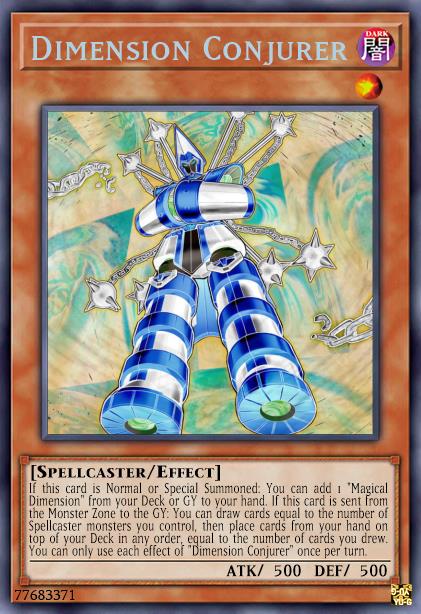 DIMENSION CONJURER
DARK
闇
[SPELLCASTER/EFFECT]
If this card is Normal or Special Summoned: You can add 1 "Magical
Dimension" from your Deck or GY to your hand. If this card is sent from
the Monster Zone to the GY: You can draw cards equal to the number of
Spellcaster monsters you control, then place cards from your hand on
top of your Deck in any order, equal to the number of cards you drew.
You can only use each effect of "Dimension Conjurer" once per turn.
ATK/ 500 DEF/ 500
77683371